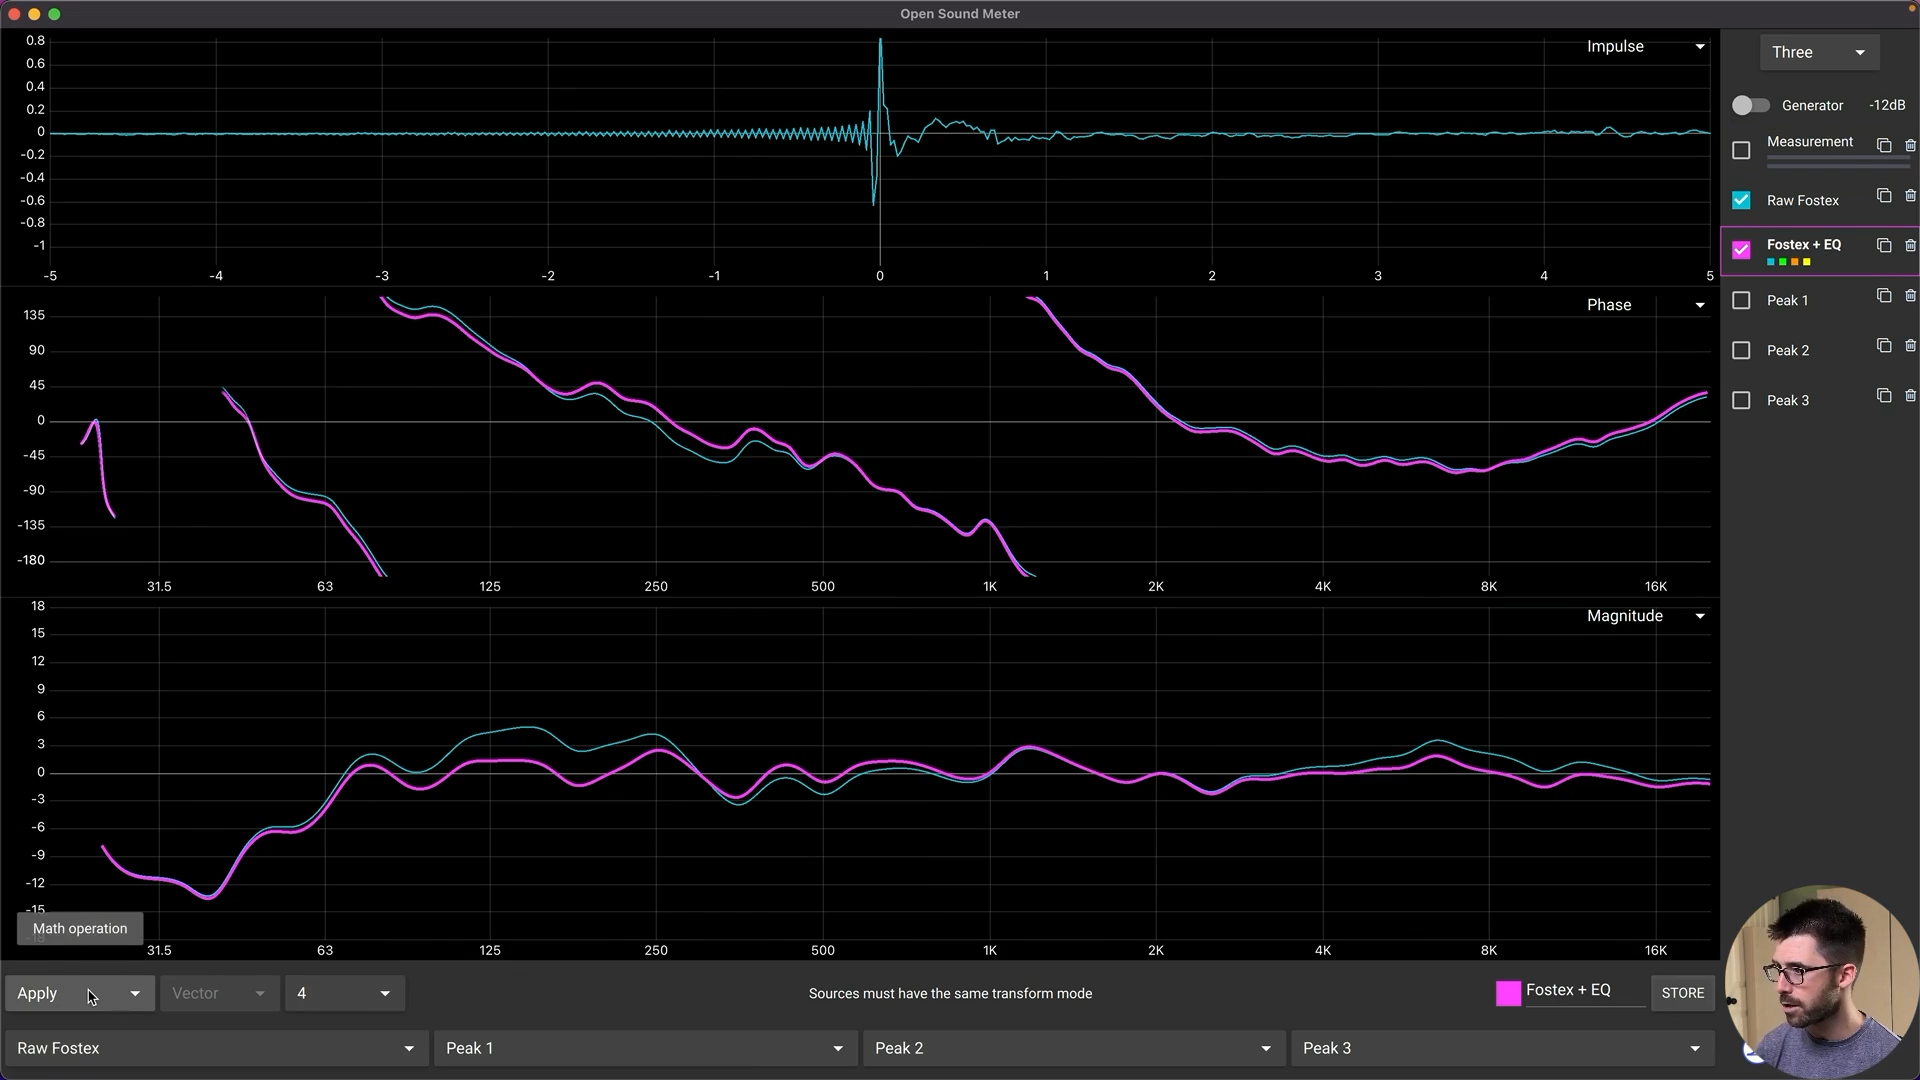 Open Sound Meter
Impulse
0.8
0.6
0.4
0.2
0
-0.2
-0.4
-0.6
-0.8
-1
-5 -4 -3 -2 -1 0 1 2 3 4 5
Phase
135
90
45
0
-45
-90
-135
-180
31.5 63 125 250 500 1K 2K 4K 8K 16K
Magnitude
18
15
12
9
6
3
0
-3
-6
-9
-12
-15
-18
Math operation
31.5 63 125 250 500 1K 2K 4K 8K 16K
Apply Vector 4 Sources must have the same transform mode Fostex + EQ STORE
Raw Fostex Peak 1 Peak 2 Peak 3
Three
Generator -12dB
Measurement
Raw Fostex
Fostex + EQ
Peak 1
Peak 2
Peak 3